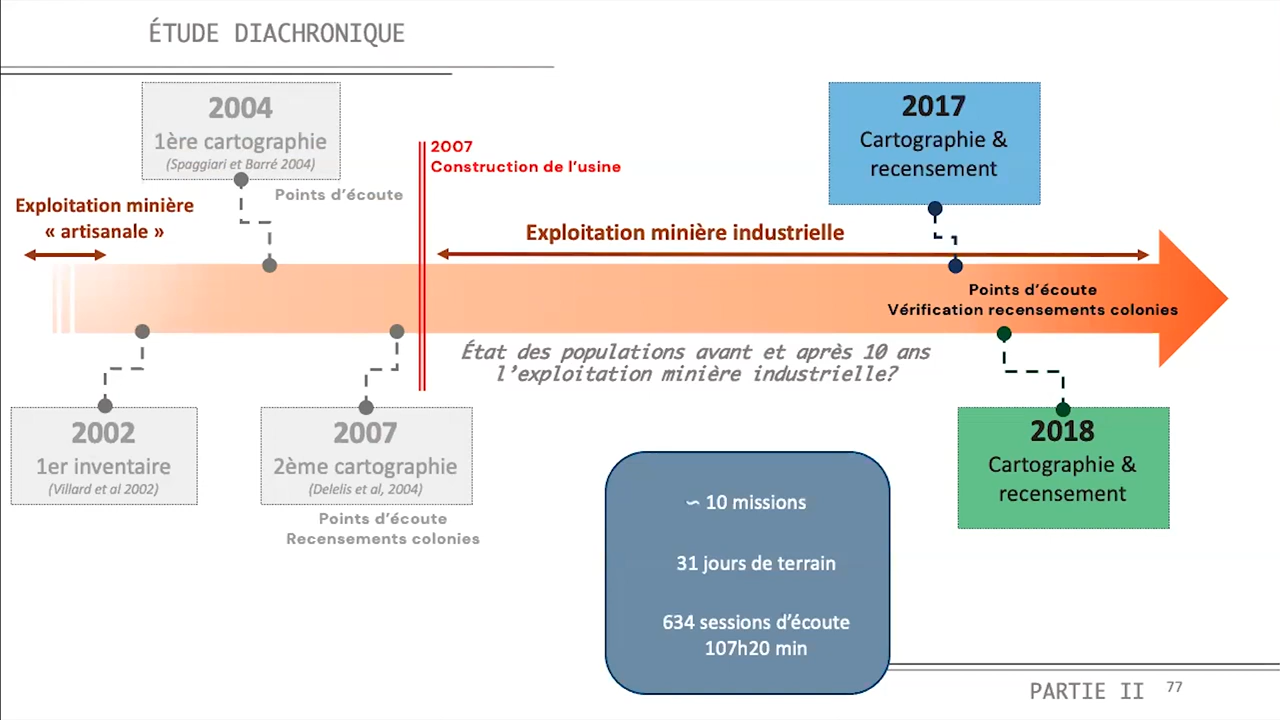 ÉTUDE DIACHRONIQUE
2004
1ère cartographie
(Spaggiari et Barré 2004)
Points d'écoute
2007
Construction de l'usine
2017
Cartographie &
recensement
Exploitation minière
« artisanale »
Exploitation minière industrielle
Points d'écoute
Vérification recensements colonies
État des populations avant et après 10 ans
l'exploitation minière industrielle?
2002
1er inventaire
(Villard et al 2002)
2007
2ème cartographie
(Delelis et al, 2004)
Points d'écoute
Recensements colonies
2018
Cartographie &
recensement
∽ 10 missions
31 jours de terrain
634 sessions d'écoute
107h20 min
PARTIE II 77